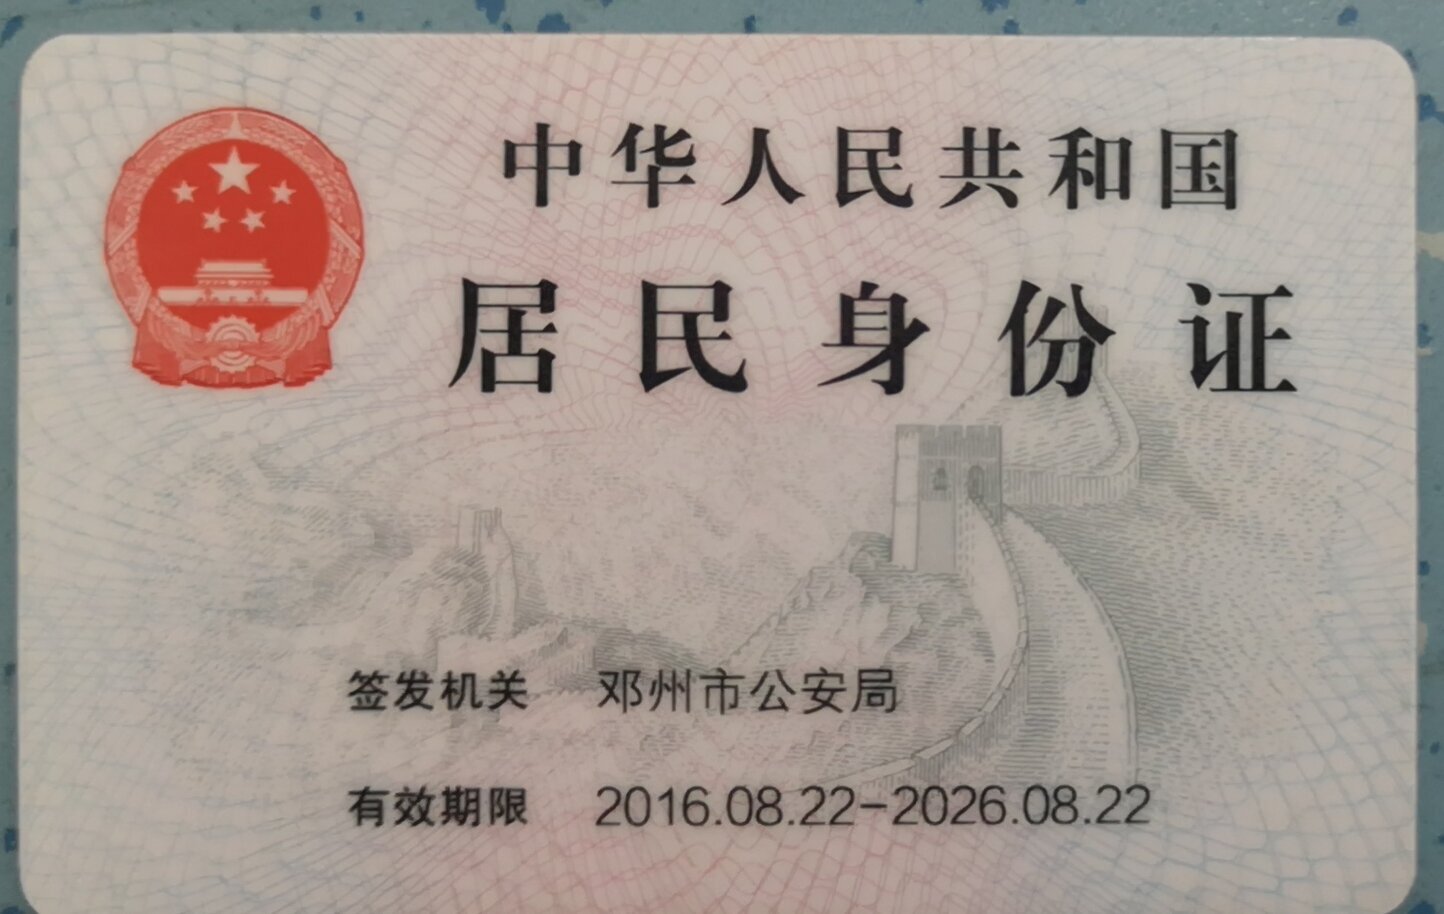 中华人民共和国
居民身份证
签发机关 邓州市公安局
有效期限 2016.08.22-2026.08.22